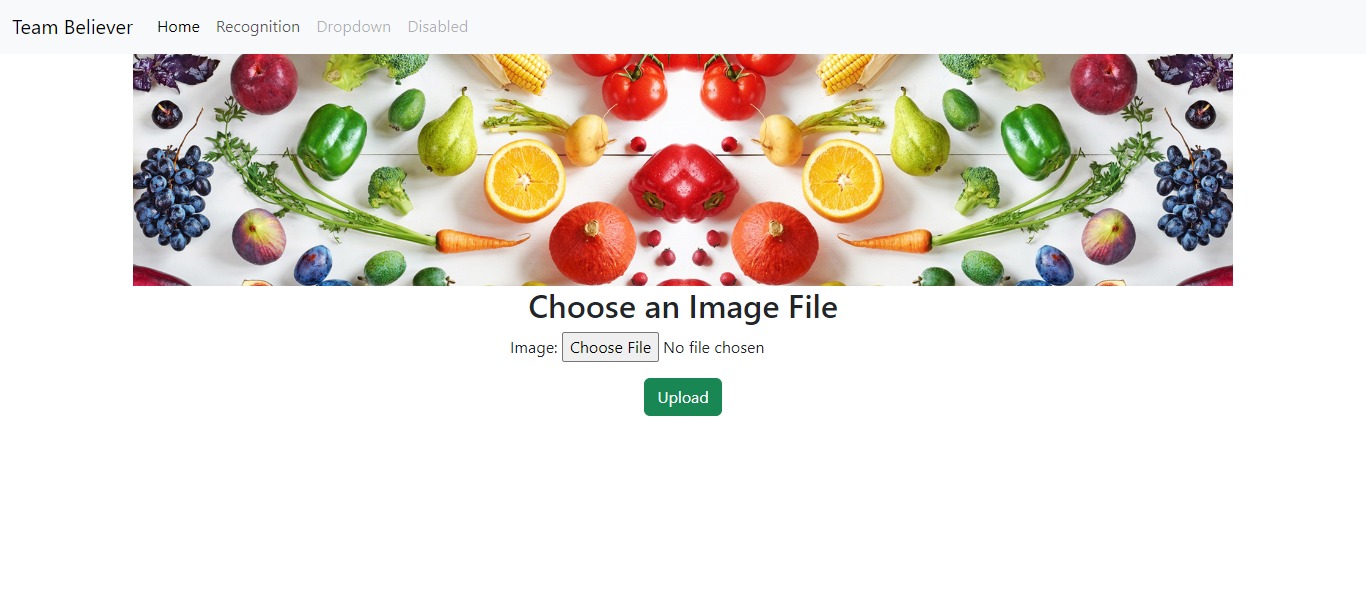 Team Believer Home Recognition Dropdown Disabled
Choose an Image File
Image: Choose File No file chosen
Upload